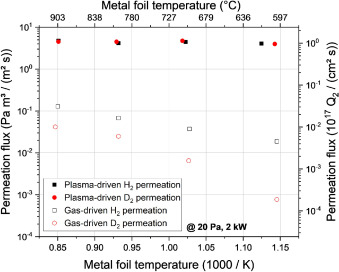 Metal foil temperature (°C)
903 838 780 727 679 636 597
10¹
10⁰
10⁻¹
10⁻²
10⁻³
10⁻⁴
Permeation flux (Pa m³ / (m² s))
10⁰
10⁻¹
10⁻²
10⁻³
10⁻⁴
Permeation flux (10¹⁷ Q₂ / (cm² s))
Plasma-driven H₂ permeation
Plasma-driven D₂ permeation
Gas-driven H₂ permeation
Gas-driven D₂ permeation
@ 20 Pa, 2 kW
0.85 0.90 0.95 1.00 1.05 1.10 1.15
Metal foil temperature (1000 / K)